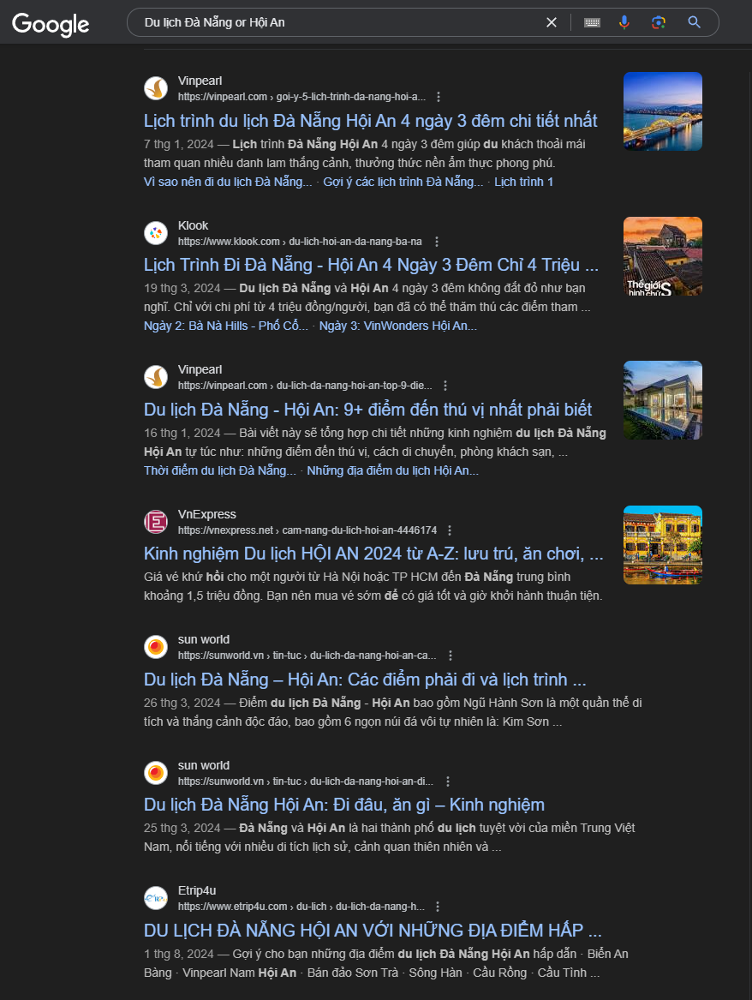 Google
Du lịch Đà Nẵng or Hội An
Vinpearl
https://vinpearl.com › goi-y-5-lich-trinh-da-nang-hoi-a...
Lịch trình du lịch Đà Nẵng Hội An 4 ngày 3 đêm chi tiết nhất
7 thg 1, 2024 — Lịch trình Đà Nẵng Hội An 4 ngày 3 đêm giúp du khách thoải mái
tham quan nhiều danh lam thắng cảnh, thưởng thức nền ẩm thực phong phú.
Vì sao nên đi du lịch Đà Nẵng... · Gợi ý các lịch trình Đà Nẵng... · Lịch trình 1
Klook
https://www.klook.com › du-lich-hoi-an-da-nang-ba-na
Lịch Trình Đi Đà Nẵng - Hội An 4 Ngày 3 Đêm Chỉ 4 Triệu ...
19 thg 3, 2024 — Du lịch Đà Nẵng và Hội An 4 ngày 3 đêm không đắt đỏ như bạn
nghĩ. Chỉ với chi phí từ 4 triệu đồng/người, bạn đã có thể thăm thú các điểm tham ...
Ngày 2: Bà Nà Hills - Phố Cổ... · Ngày 3: VinWonders Hội An...
Thế giới
hình chữ S
Vinpearl
https://vinpearl.com › du-lich-da-nang-hoi-an-top-9-die...
Du lịch Đà Nẵng - Hội An: 9+ điểm đến thú vị nhất phải biết
16 thg 1, 2024 — Bài viết này sẽ tổng hợp chi tiết những kinh nghiệm du lịch Đà Nẵng
Hội An tự túc như: những điểm đến thú vị, cách di chuyển, phòng khách sạn, ...
Thời điểm du lịch Đà Nẵng... · Những địa điểm du lịch Hội An...
VnExpress
https://vnexpress.net › cam-nang-du-lich-hoi-an-4446174
Kinh nghiệm Du lịch HỘI AN 2024 từ A-Z: lưu trú, ăn chơi, ...
Giá vé khứ hồi cho một người từ Hà Nội hoặc TP HCM đến Đà Nẵng trung bình
khoảng 1,5 triệu đồng. Bạn nên mua vé sớm để có giá tốt và giờ khởi hành thuận tiện.
sun world
https://sunworld.vn › tin-tuc › du-lich-da-nang-hoi-an-ca...
Du lịch Đà Nẵng – Hội An: Các điểm phải đi và lịch trình ...
26 thg 3, 2024 — Điểm du lịch Đà Nẵng - Hội An bao gồm Ngũ Hành Sơn là một quần thể di
tích và thắng cảnh độc đáo, bao gồm 6 ngọn núi đá vôi tự nhiên là: Kim Sơn ...
sun world
https://sunworld.vn › tin-tuc › du-lich-da-nang-hoi-an-di...
Du lịch Đà Nẵng Hội An: Đi đâu, ăn gì – Kinh nghiệm
25 thg 3, 2024 — Đà Nẵng và Hội An là hai thành phố du lịch tuyệt vời của miền Trung Việt
Nam, nổi tiếng với nhiều di tích lịch sử, cảnh quan thiên nhiên và ...
Etrip4u
https://www.etrip4u.com › du-lich › du-lich-da-nang-h...
DU LỊCH ĐÀ NẴNG HỘI AN VỚI NHỮNG ĐỊA ĐIỂM HẤP ...
1 thg 8, 2024 — Gợi ý cho bạn những địa điểm du lịch Đà Nẵng Hội An hấp dẫn · Biển An
Bàng · Vinpearl Nam Hội An · Bán đảo Sơn Trà · Sông Hàn · Cầu Rồng · Cầu Tình ...